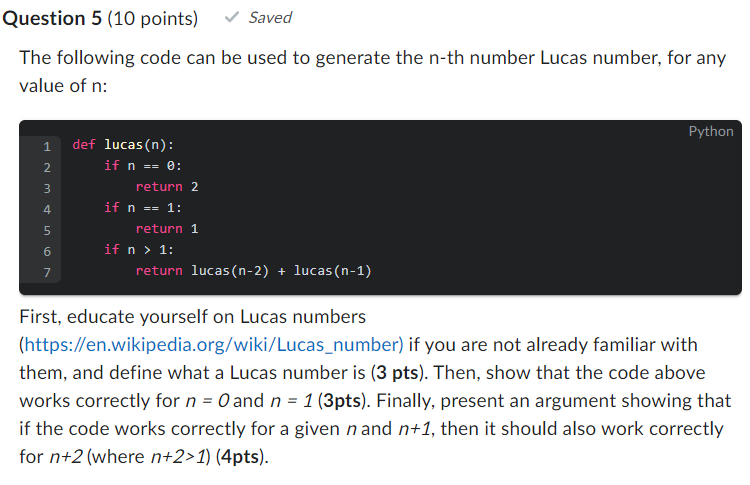 Question 5 (10 points) ✓ Saved
The following code can be used to generate the n-th number Lucas number, for any
value of n:
Python
1 def lucas(n):
2     if n == 0:
3         return 2
4     if n == 1:
5         return 1
6     if n > 1:
7         return lucas(n-2) + lucas(n-1)
First, educate yourself on Lucas numbers
(https://en.wikipedia.org/wiki/Lucas_number) if you are not already familiar with
them, and define what a Lucas number is (3 pts). Then, show that the code above
works correctly for n = 0 and n = 1 (3pts). Finally, present an argument showing that
if the code works correctly for a given n and n+1, then it should also work correctly
for n+2 (where n+2>1) (4pts).